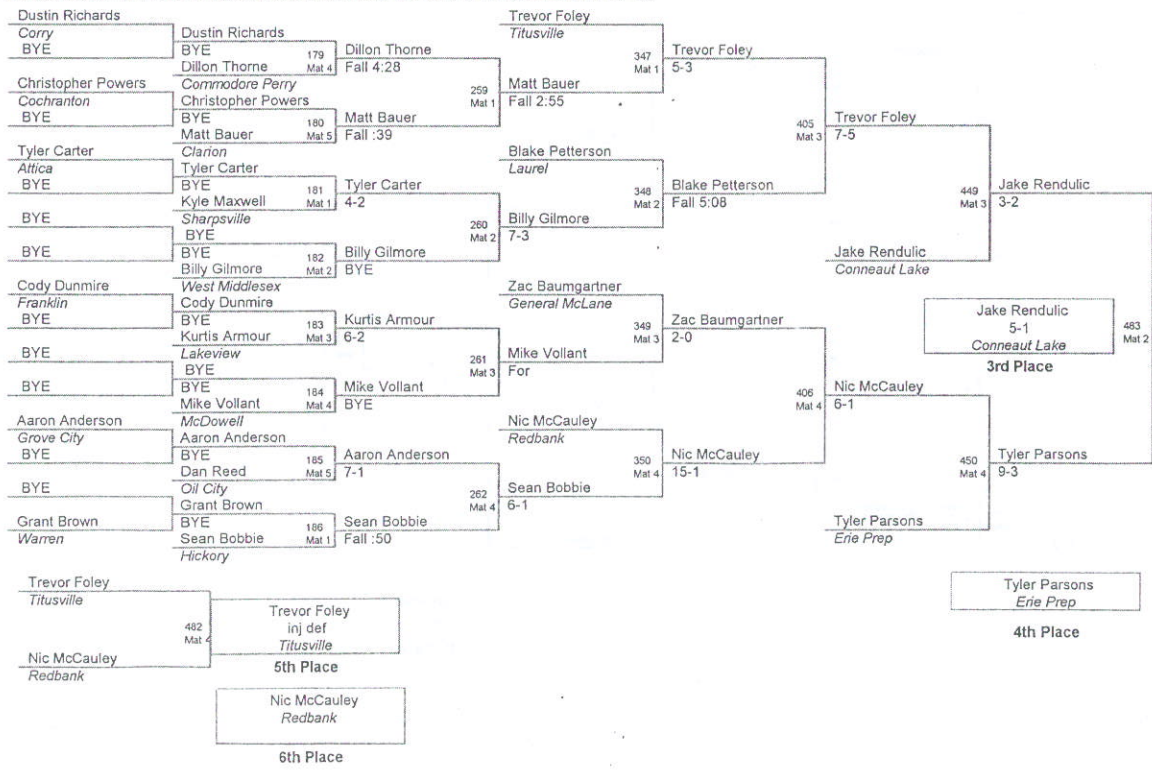 Dustin Richards
Corry
BYE
Christopher Powers
Cochranton
BYE
Tyler Carter
Attica
BYE
BYE
BYE
Cody Dunmire
Franklin
BYE
BYE
BYE
Aaron Anderson
Grove City
BYE
BYE
Grant Brown
Warren
Dustin Richards
BYE
179
Dillon Thorne
Mat 4
Commodore Perry
Christopher Powers
BYE
180
Matt Bauer
Mat 5
Clarion
Tyler Carter
BYE
181
Kyle Maxwell
Mat 1
Sharpsville
BYE
BYE
182
Billy Gilmore
Mat 2
West Middlesex
Cody Dunmire
BYE
183
Kurtis Armour
Mat 3
Lakeview
BYE
BYE
184
Mike Vollant
Mat 4
McDowell
Aaron Anderson
BYE
185
Dan Reed
Mat 5
Oil City
Grant Brown
BYE
186
Sean Bobbie
Mat 1
Hickory
Dillon Thorne
Fall 4:28
259
Mat 1
Matt Bauer
Fall :39
Tyler Carter
4-2
260
Mat 2
Billy Gilmore
BYE
Kurtis Armour
6-2
261
Mat 3
Mike Vollant
BYE
Aaron Anderson
7-1
262
Mat 4
Sean Bobbie
Fall :50
Trevor Foley
Titusville
347
Mat 1
Matt Bauer
Fall 2:55
Blake Petterson
Laurel
348
Mat 2
Billy Gilmore
7-3
Zac Baumgartner
General McLane
349
Mat 3
Mike Vollant
For
Nic McCauley
Redbank
350
Mat 4
Sean Bobbie
6-1
Trevor Foley
5-3
405
Mat 3
Blake Petterson
Fall 5:08
Zac Baumgartner
2-0
406
Mat 4
Nic McCauley
15-1
Trevor Foley
7-5
449
Mat 3
Jake Rendulic
Conneaut Lake
Nic McCauley
6-1
450
Mat 4
Tyler Parsons
Erie Prep
Jake Rendulic
3-2
Jake Rendulic
5-1
Conneaut Lake
483
Mat 2
3rd Place
Tyler Parsons
9-3
Tyler Parsons
Erie Prep
4th Place
Trevor Foley
Titusville
482
Mat 4
Nic McCauley
Redbank
Trevor Foley
inj def
Titusville
5th Place
Nic McCauley
Redbank
6th Place